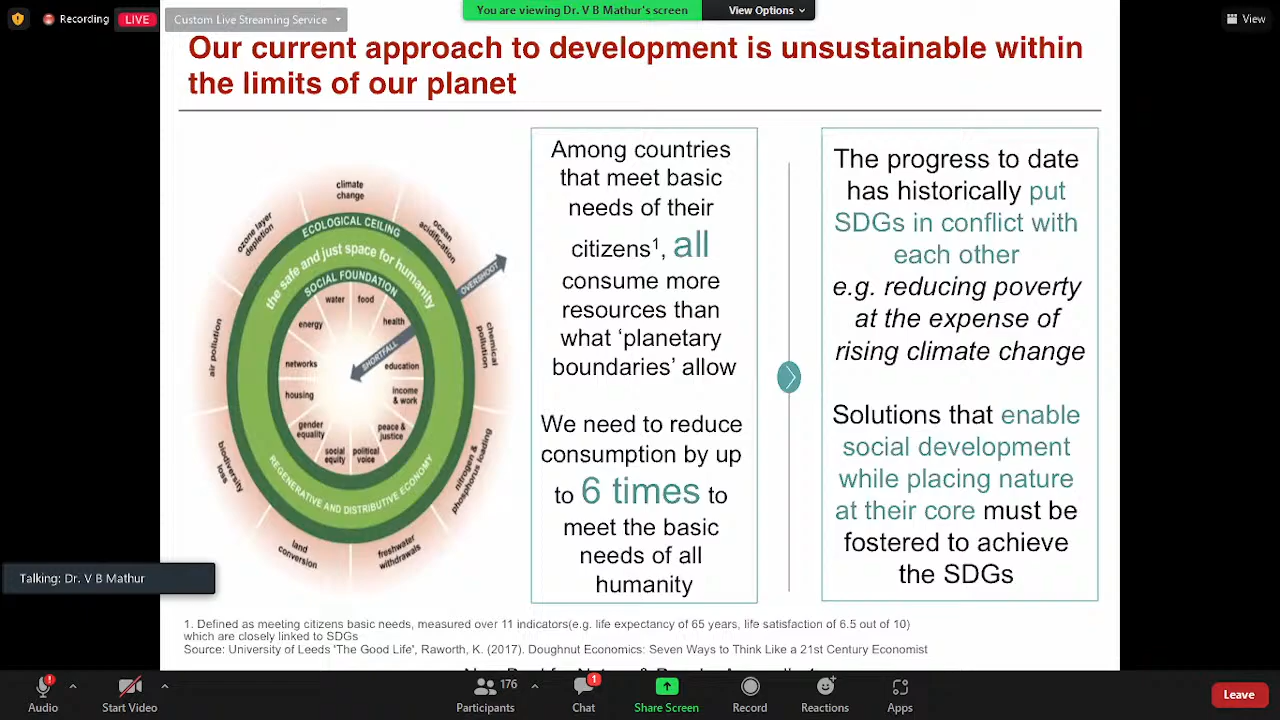 Recording
LIVE
Custom Live Streaming Service
You are viewing Dr. V B Mathur's screen
View Options
View
Our current approach to development is unsustainable within
the limits of our planet
climate
change
ozone layer
depletion
ocean
acidification
ECOLOGICAL CEILING
the safe and just space for humanity
SOCIAL FOUNDATION
OVERSHOOT
water
food
energy
health
SHORTFALL
air pollution
chemical
pollution
networks
education
housing
income
& work
gender
equality
peace &
justice
social
equity
political
voice
biodiversity
loss
nitrogen &
phosphorus loading
REGENERATIVE AND DISTRIBUTIVE ECONOMY
land
conversion
freshwater
withdrawals
Among countries
that meet basic
needs of their
citizens¹, all
consume more
resources than
what ‘planetary
boundaries’ allow
We need to reduce
consumption by up
to 6 times to
meet the basic
needs of all
humanity
The progress to date
has historically put
SDGs in conflict with
each other
e.g. reducing poverty
at the expense of
rising climate change
Solutions that enable
social development
while placing nature
at their core must be
fostered to achieve
the SDGs
Talking: Dr. V B Mathur
1. Defined as meeting citizens basic needs, measured over 11 indicators(e.g. life expectancy of 65 years, life satisfaction of 6.5 out of 10)
which are closely linked to SDGs
Source: University of Leeds 'The Good Life', Raworth, K. (2017). Doughnut Economics: Seven Ways to Think Like a 21st Century Economist
Audio
Start Video
176
Participants
1
Chat
Share Screen
Record
Reactions
Apps
Leave